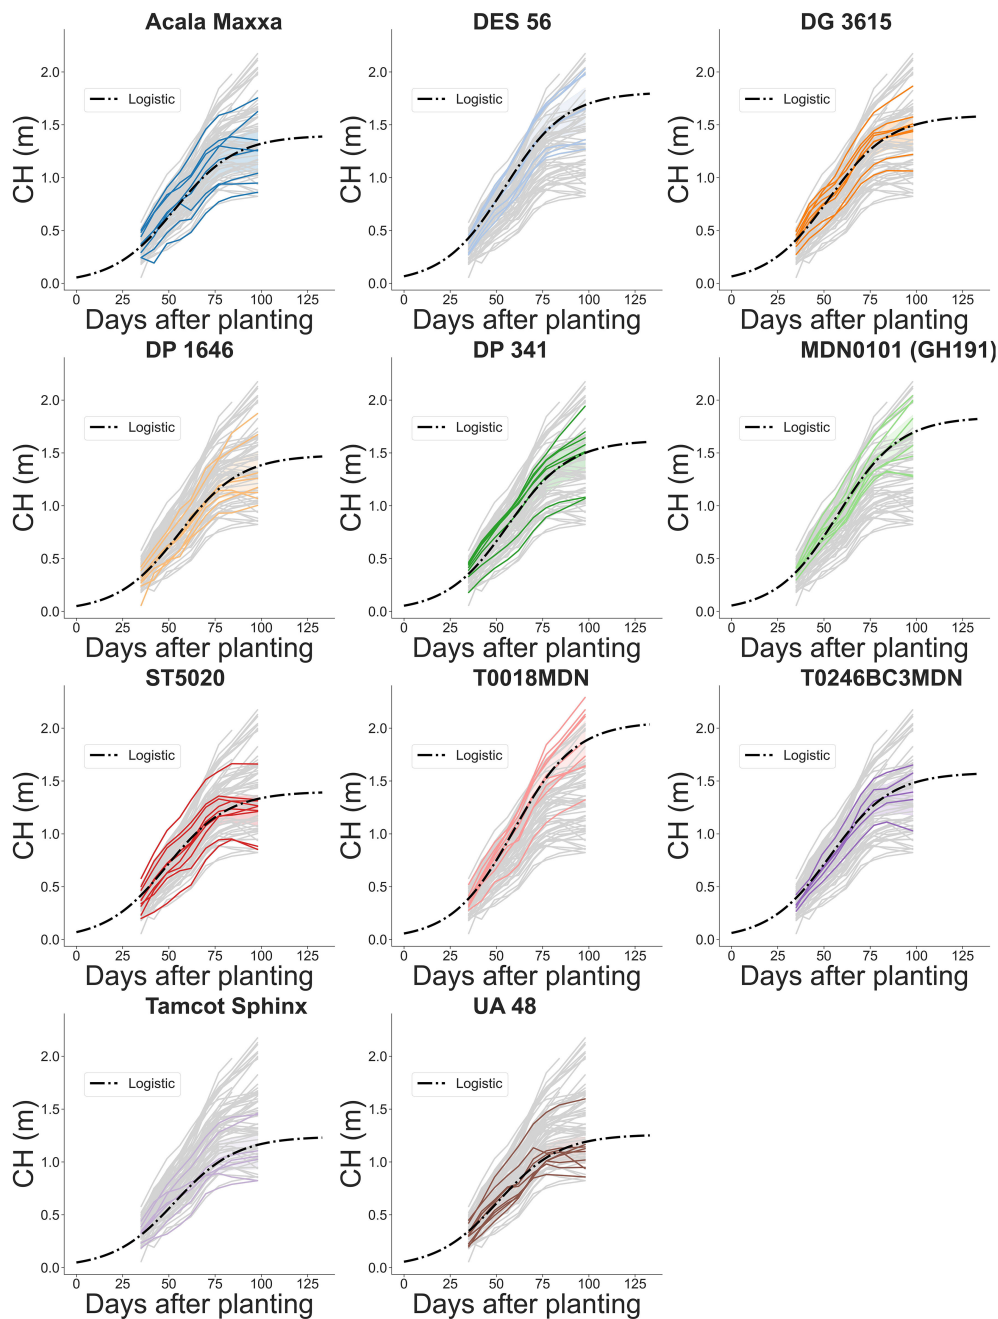 Acala Maxxa
DES 56
DG 3615
CH (m)
2.0
1.5
1.0
0.5
0.0
Logistic
0 25 50 75 100 125
Days after planting
CH (m)
2.0
1.5
1.0
0.5
0.0
Logistic
0 25 50 75 100 125
Days after planting
CH (m)
2.0
1.5
1.0
0.5
0.0
Logistic
0 25 50 75 100 125
Days after planting
DP 1646
DP 341
MDN0101 (GH191)
CH (m)
2.0
1.5
1.0
0.5
0.0
Logistic
0 25 50 75 100 125
Days after planting
CH (m)
2.0
1.5
1.0
0.5
0.0
Logistic
0 25 50 75 100 125
Days after planting
CH (m)
2.0
1.5
1.0
0.5
0.0
Logistic
0 25 50 75 100 125
Days after planting
ST5020
T0018MDN
T0246BC3MDN
CH (m)
2.0
1.5
1.0
0.5
0.0
Logistic
0 25 50 75 100 125
Days after planting
CH (m)
2.0
1.5
1.0
0.5
0.0
Logistic
0 25 50 75 100 125
Days after planting
CH (m)
2.0
1.5
1.0
0.5
0.0
Logistic
0 25 50 75 100 125
Days after planting
Tamcot Sphinx
UA 48
CH (m)
2.0
1.5
1.0
0.5
0.0
Logistic
0 25 50 75 100 125
Days after planting
CH (m)
2.0
1.5
1.0
0.5
0.0
Logistic
0 25 50 75 100 125
Days after planting